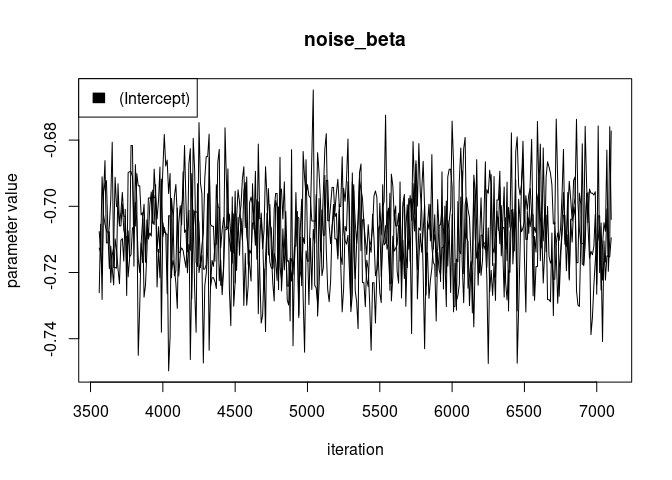 noise_beta
(Intercept)
parameter value
-0.68
-0.70
-0.72
-0.74
3500 4000 4500 5000 5500 6000 6500 7000
iteration